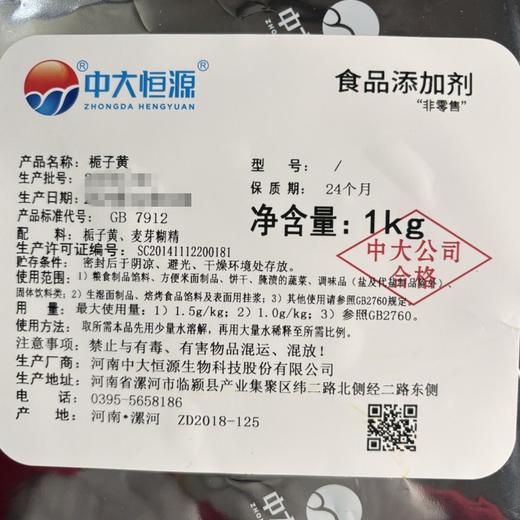 中大恒源®
ZHONGDA HENGYUAN
食品添加剂
“非零售”
产品名称：栀子黄
型 号： /
生产批号：
生产日期：
保 质 期： 24个月
产品标准代号： GB 7912
净含量：1kg
配 料：栀子黄、麦芽糊精
生产许可证编号：SC20141112200181
贮存条件：密封后于阴凉、避光、干燥环境处存放。
使用范围：1）粮食制品馅料、方便米面制品、饼干、腌渍的蔬菜、调味品（盐及代盐制品除外）、
固体饮料类；2）生湿面制品、焙烤食品馅料及表面用挂浆；3）其他使用请参照GB2760规定。
用 量：最大使用量：1）1.5g/kg；2）1.0g/kg；3）参照GB2760。
使用方法：取所需本品先用少量水溶解，再用大量水稀释至所需比例。
注意事项：禁止与有毒、有害物品混运、混放！
生产厂商：河南中大恒源生物科技股份有限公司
生产地址：河南省漯河市临颍县产业集聚区纬二路北侧经二路东侧
电 话：0395-5658186
产 地：河南·漯河 ZD2018-125
中大公司
合格
中大恒源